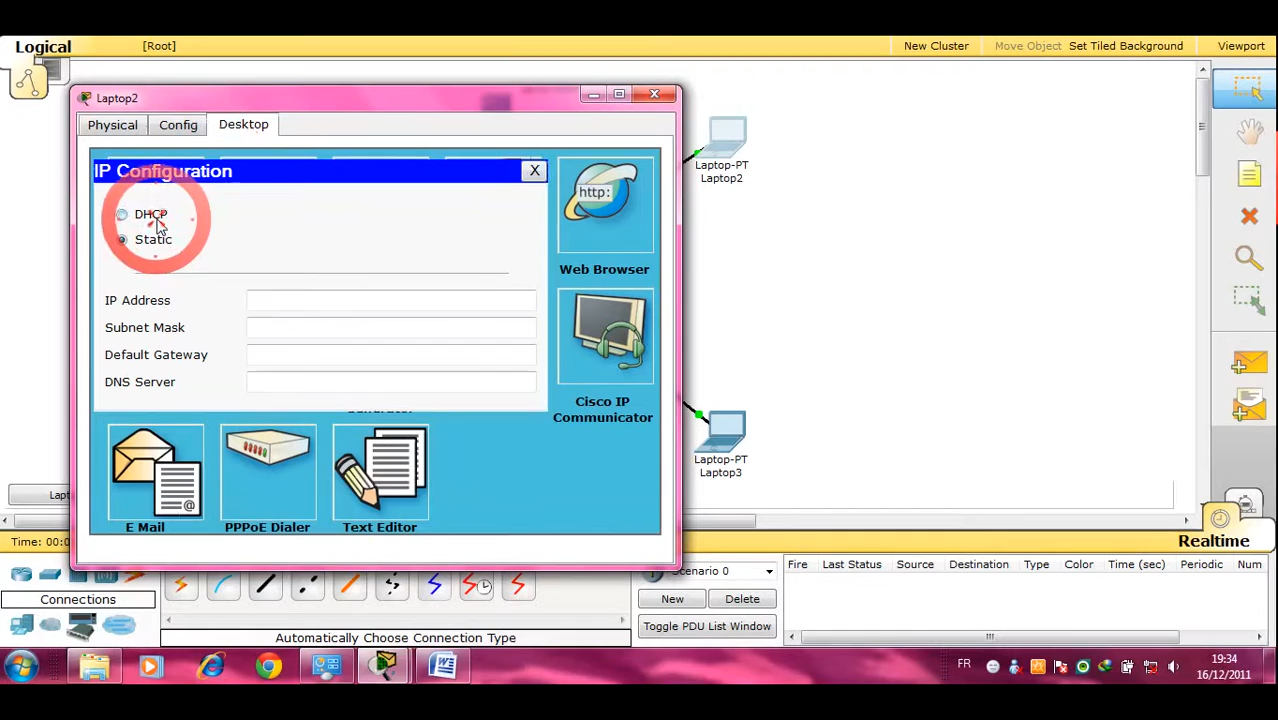 Logical
[Root]
New Cluster
Move Object
Set Tiled Background
Viewport
Laptop2
Physical
Config
Desktop
IP Configuration
X
DHCP
Static
IP Address
Subnet Mask
Default Gateway
DNS Server
http:
Web Browser
Cisco IP
Communicator
E Mail
PPPoE Dialer
Text Editor
Laptop-PT
Laptop2
Laptop-PT
Laptop3
Realtime
Connections
Automatically Choose Connection Type
Scenario 0
New
Delete
Toggle PDU List Window
Fire
Last Status
Source
Destination
Type
Color
Time (sec)
Periodic
Num
FR
19:34
16/12/2011